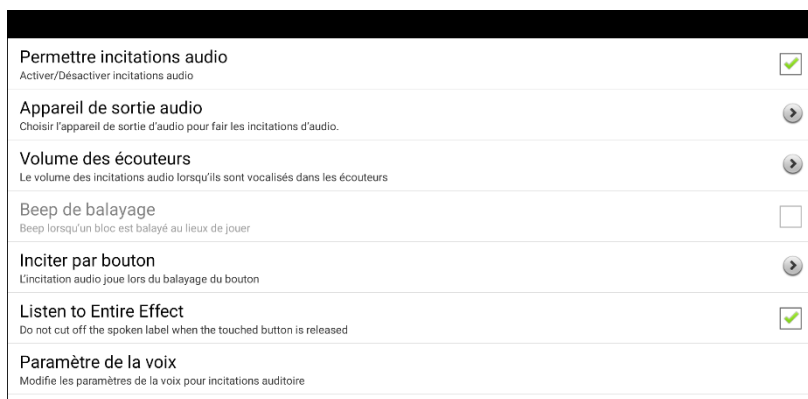 Permettre incitations audio
Activer/Désactiver incitations audio
Appareil de sortie audio
Choisir l'appareil de sortie d'audio pour fair les incitations d'audio.
Volume des écouteurs
Le volume des incitations audio lorsqu'ils sont vocalisés dans les écouteurs
Beep de balayage
Beep lorsqu'un bloc est balayé au lieux de jouer
Inciter par bouton
L'incitation audio joue lors du balayage du bouton
Listen to Entire Effect
Do not cut off the spoken label when the touched button is released
Paramètre de la voix
Modifie les paramètres de la voix pour incitations auditoire